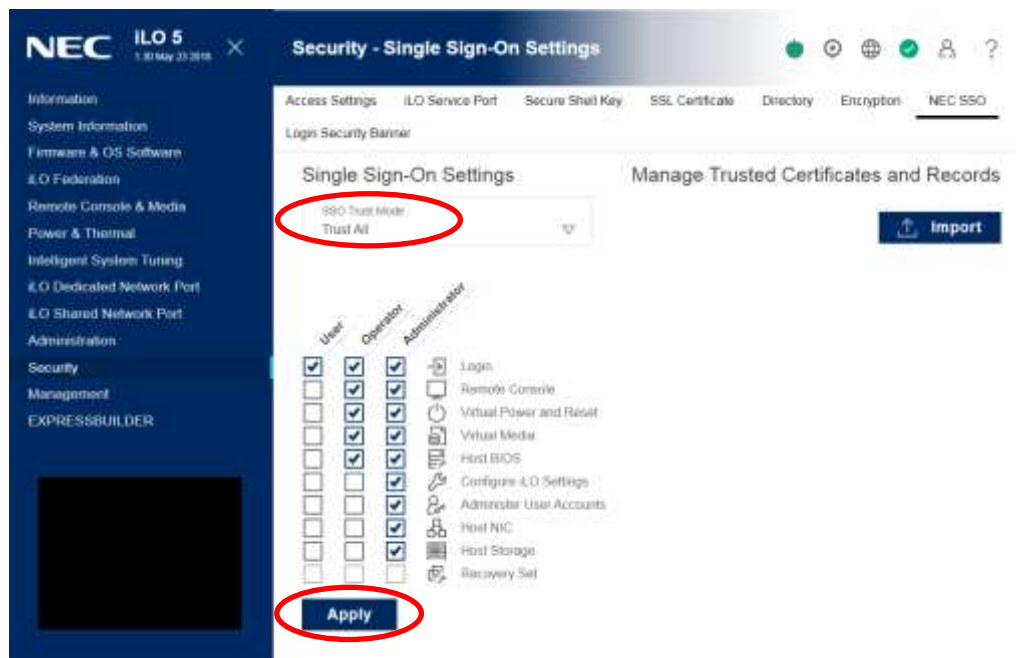 NEC iLO 5
1.30 May 23 2018
Security - Single Sign-On Settings
?
Information
System Information
Firmware & OS Software
iLO Federation
Remote Console & Media
Power & Thermal
Intelligent System Tuning
iLO Dedicated Network Port
iLO Shared Network Port
Administration
Security
Management
EXPRESSBUILDER
Access Settings iLO Service Port Secure Shell Key SSL Certificate Directory Encryption NEC SSO
Login Security Banner
Single Sign-On Settings
SSO Trust Mode
Trust All
Manage Trusted Certificates and Records
Import
User Operator Administrator
Login
Remote Console
Virtual Power and Reset
Virtual Media
Host BIOS
Configure iLO Settings
Administer User Accounts
Host NIC
Host Storage
Recovery Set
Apply